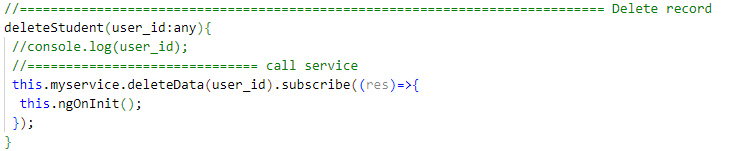 //============================================================================ Delete record
deleteStudent(user_id:any){
//console.log(user_id);
//============================== call service
this.myservice.deleteData(user_id).subscribe((res)=>{
this.ngOnInit();
});
}